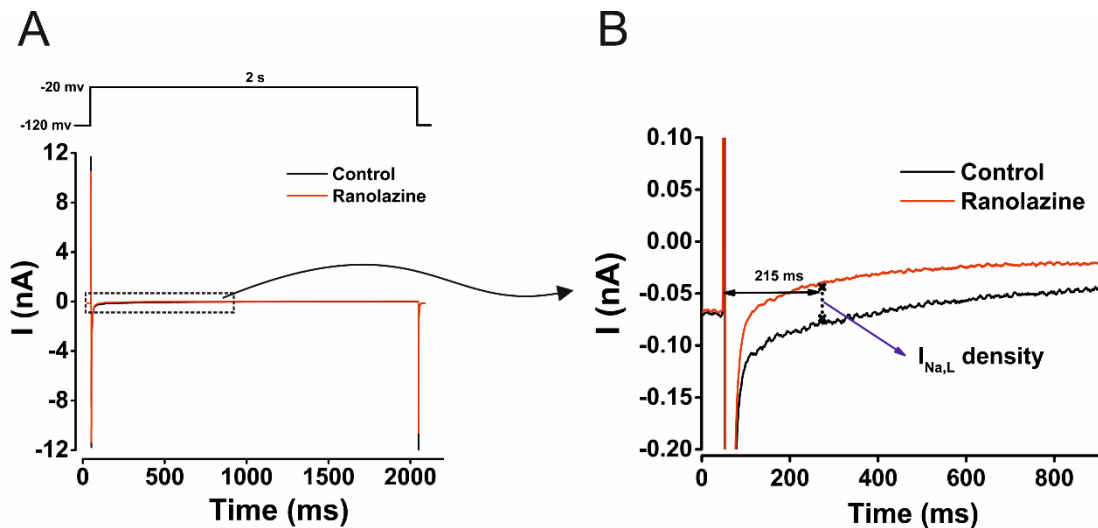 A
2 s
-20 mv
-120 mv
12
8
4
0
-4
-8
-12
I (nA)
Control
Ranolazine
0
500
1000
1500
2000
Time (ms)
B
0.10
0.05
0.00
-0.05
-0.10
-0.15
-0.20
I (nA)
Control
Ranolazine
215 ms
I_Na,L density
0
200
400
600
800
Time (ms)